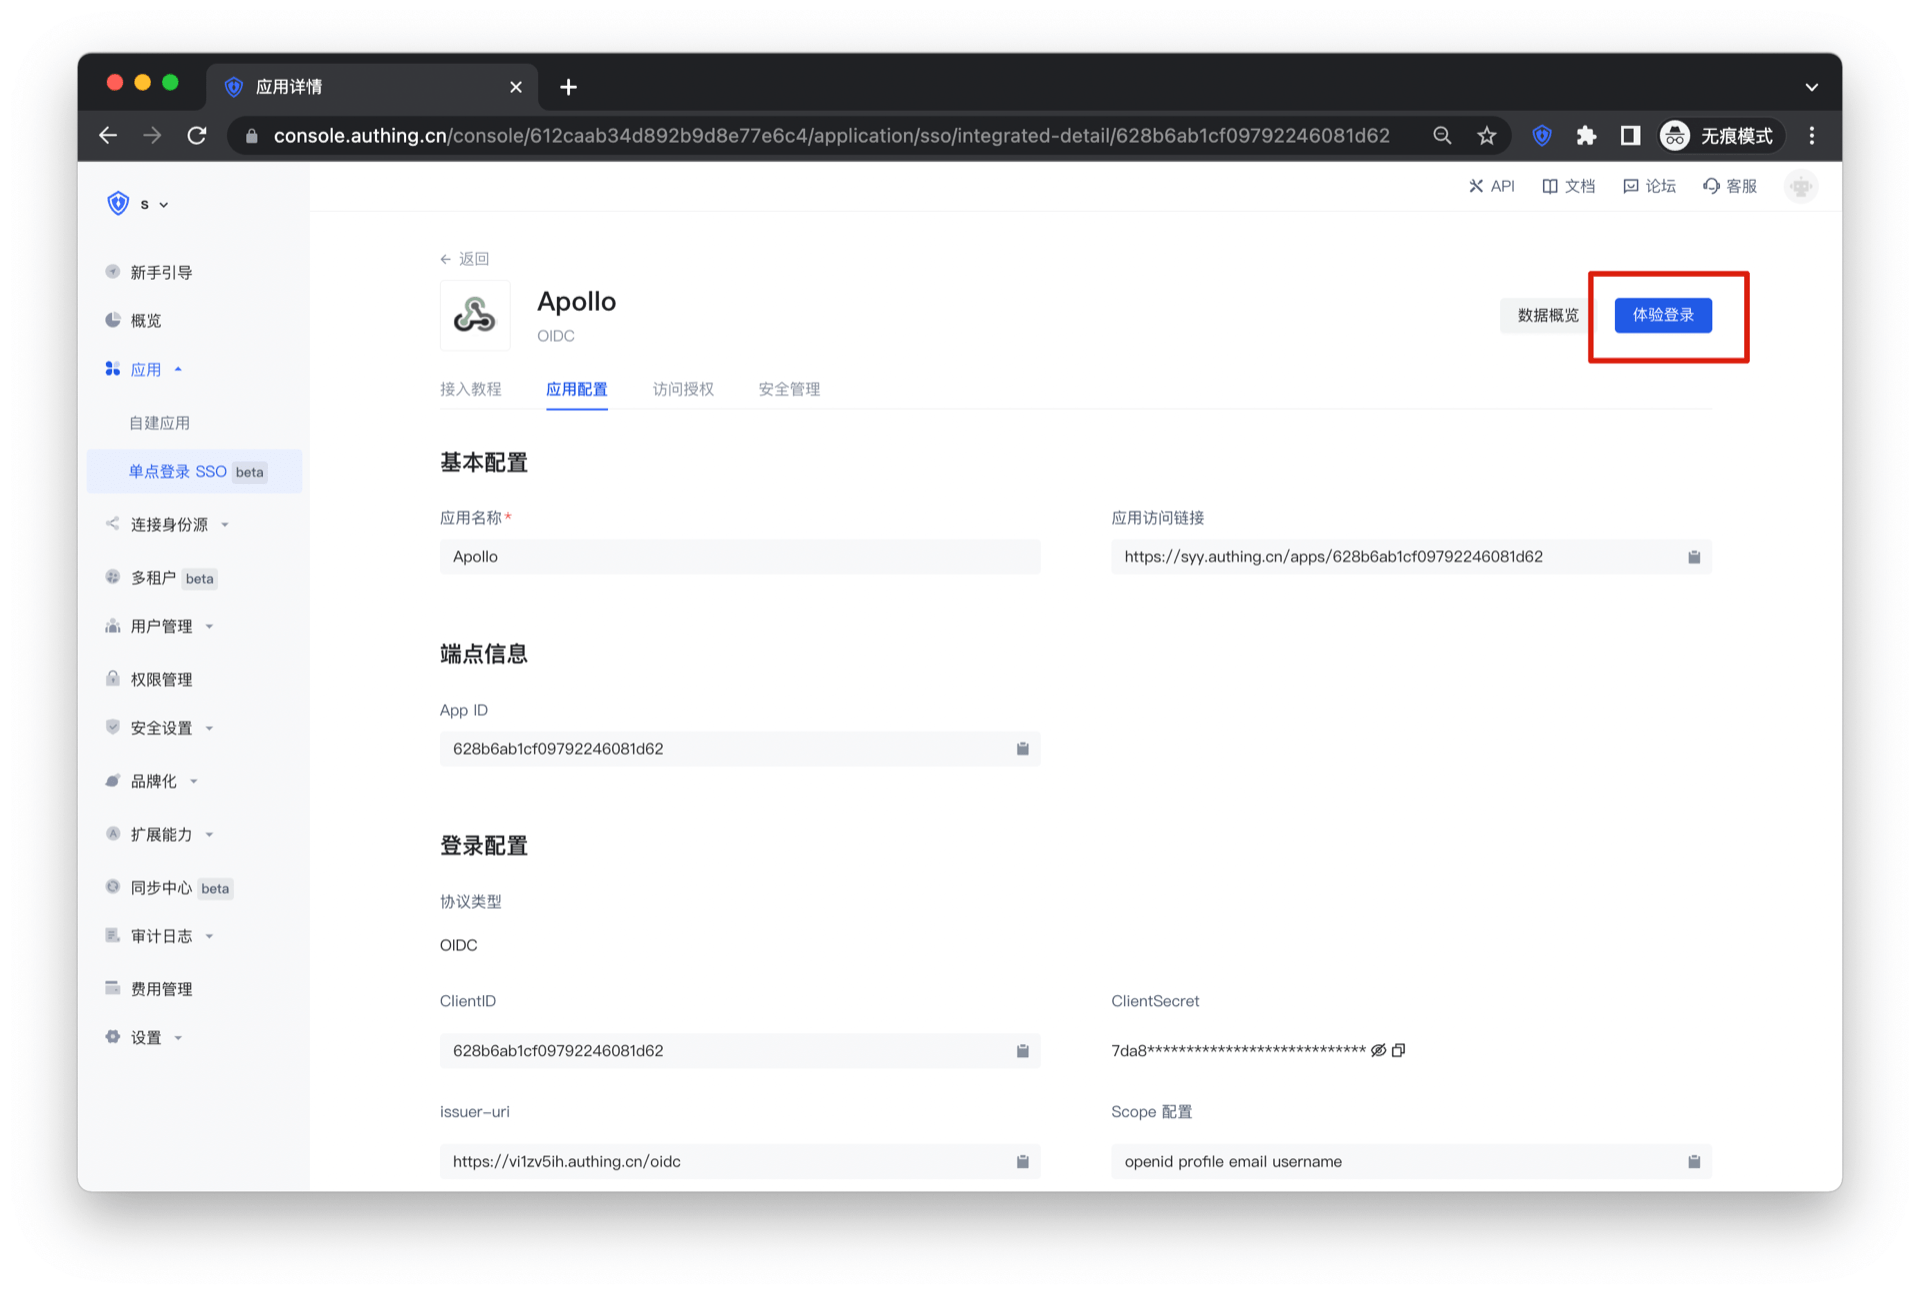 应用详情
console.authing.cn/console/612caab34d892b9d8e77e6c4/application/sso/integrated-detail/628b6ab1cf09792246081d62
无痕模式
s
API
文档
论坛
客服
新手引导
概览
应用
自建应用
单点登录 SSO beta
连接身份源
多租户 beta
用户管理
权限管理
安全设置
品牌化
扩展能力
同步中心 beta
审计日志
费用管理
设置
返回
Apollo
OIDC
数据概览
体验登录
接入教程
应用配置
访问授权
安全管理
基本配置
应用名称*
Apollo
应用访问链接
https://syy.authing.cn/apps/628b6ab1cf09792246081d62
端点信息
App ID
628b6ab1cf09792246081d62
登录配置
协议类型
OIDC
ClientID
628b6ab1cf09792246081d62
ClientSecret
7da8****************************
issuer-uri
https://vi1zv5ih.authing.cn/oidc
Scope 配置
openid profile email username